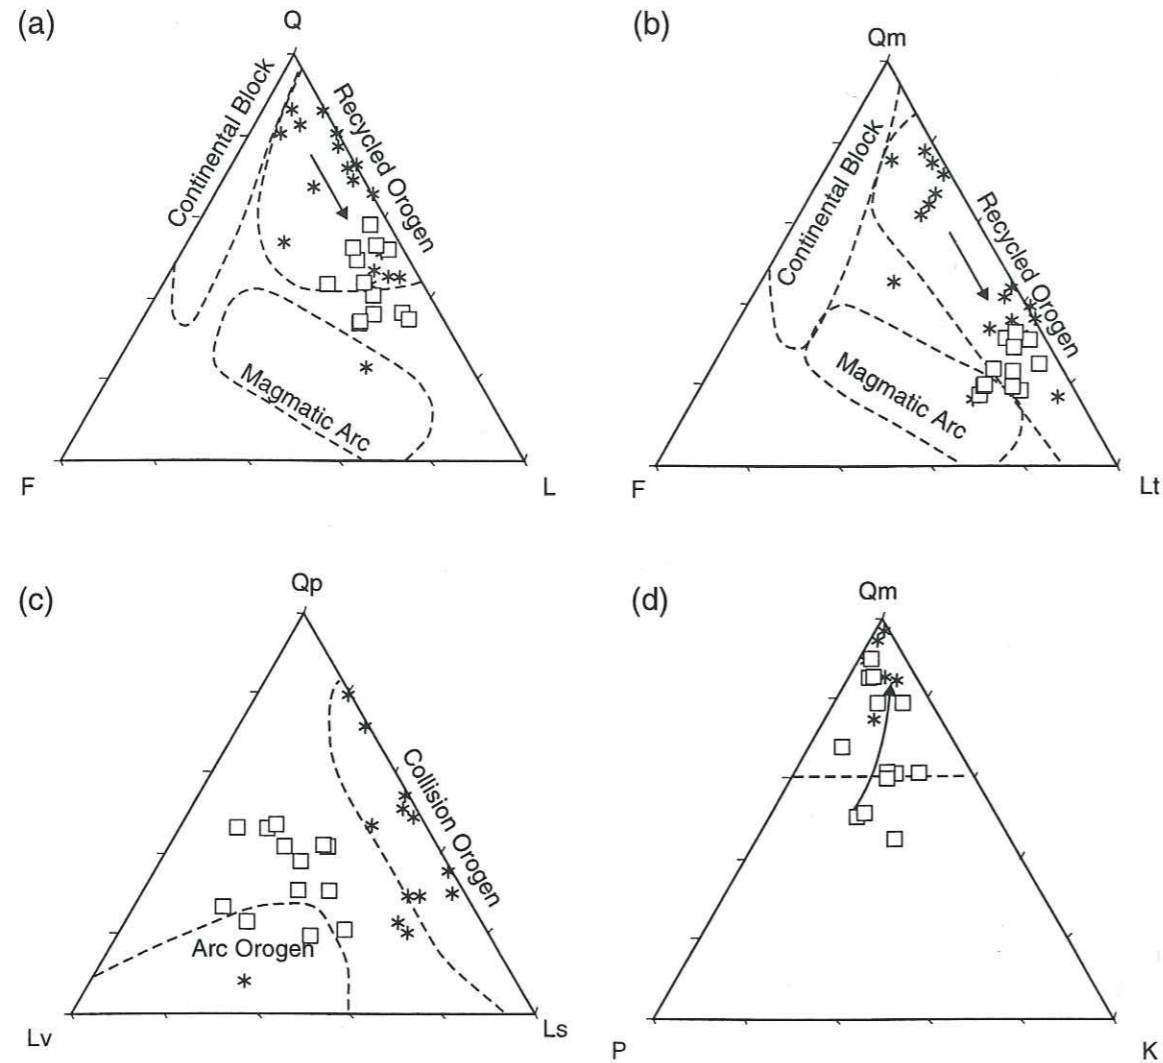 (a)
Q
Continental Block
Recycled Orogen
Magmatic Arc
F
L
(b)
Qm
Continental Block
Recycled Orogen
Magmatic Arc
F
Lt
(c)
Qp
Collision Orogen
Arc Orogen
Lv
Ls
(d)
Qm
P
K